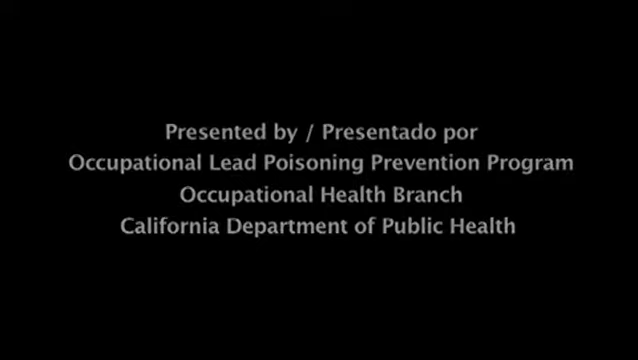 Presented by / Presentado por
Occupational Lead Poisoning Prevention Program
Occupational Health Branch
California Department of Public Health